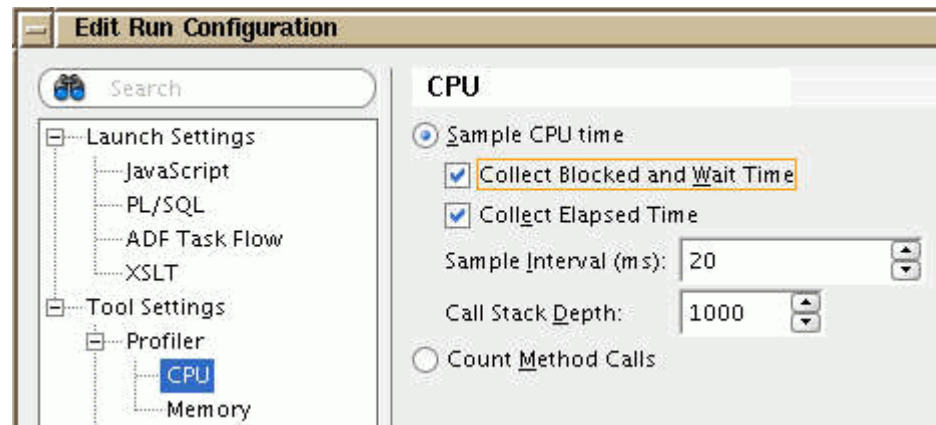 Edit Run Configuration
Search
Launch Settings
JavaScript
PL/SQL
ADF Task Flow
XSLT
Tool Settings
Profiler
CPU
Memory
CPU
Sample CPU time
Collect Blocked and Wait Time
Collect Elapsed Time
Sample Interval (ms): 20
Call Stack Depth: 1000
Count Method Calls